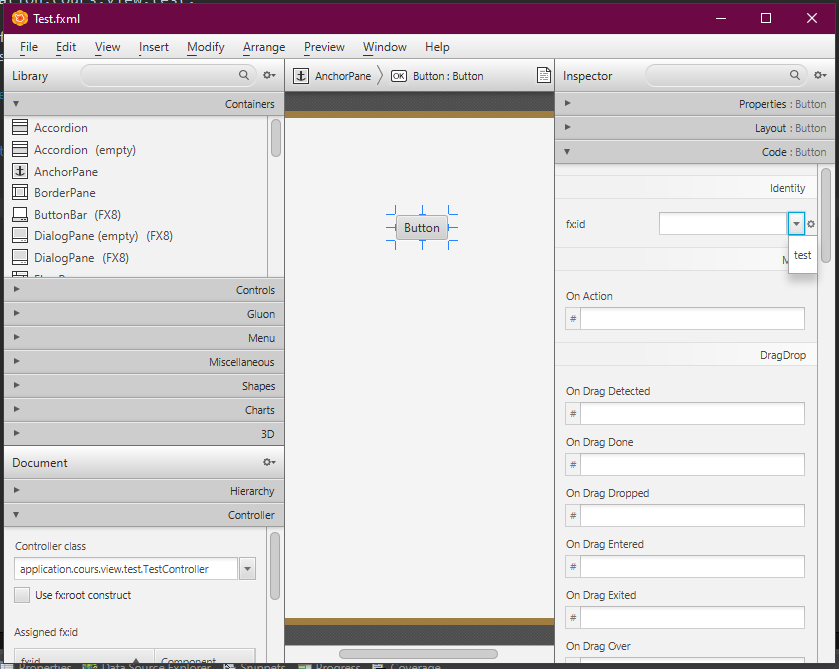 Test.fxml
File Edit View Insert Modify Arrange Preview Window Help
Library
Containers
Accordion
Accordion (empty)
AnchorPane
BorderPane
ButtonBar (FX8)
DialogPane (empty) (FX8)
DialogPane (FX8)
Controls
Gluon
Menu
Miscellaneous
Shapes
Charts
3D
Document
Hierarchy
Controller
Controller class
application.cours.view.test.TestController
Use fx:root construct
Assigned fx:id
fx:id Component
AnchorPane OK Button : Button
Button
Inspector
Properties : Button
Layout : Button
Code : Button
Identity
fx:id
test
On Action
#
DragDrop
On Drag Detected
#
On Drag Done
#
On Drag Dropped
#
On Drag Entered
#
On Drag Exited
#
On Drag Over
Properties Data Source Explorer Snippets Progress Coverage